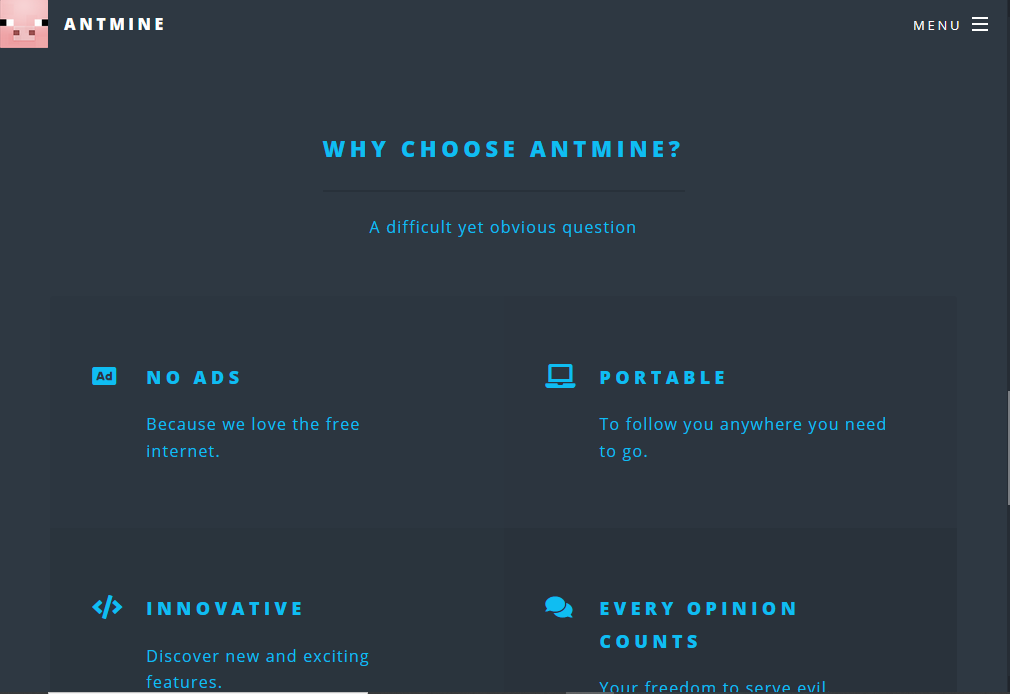 ANTMINE
MENU
WHY CHOOSE ANTMINE?
A difficult yet obvious question
Ad
NO ADS
Because we love the free
internet.
PORTABLE
To follow you anywhere you need
to go.
INNOVATIVE
Discover new and exciting
features.
EVERY OPINION
COUNTS
Your freedom to serve evil